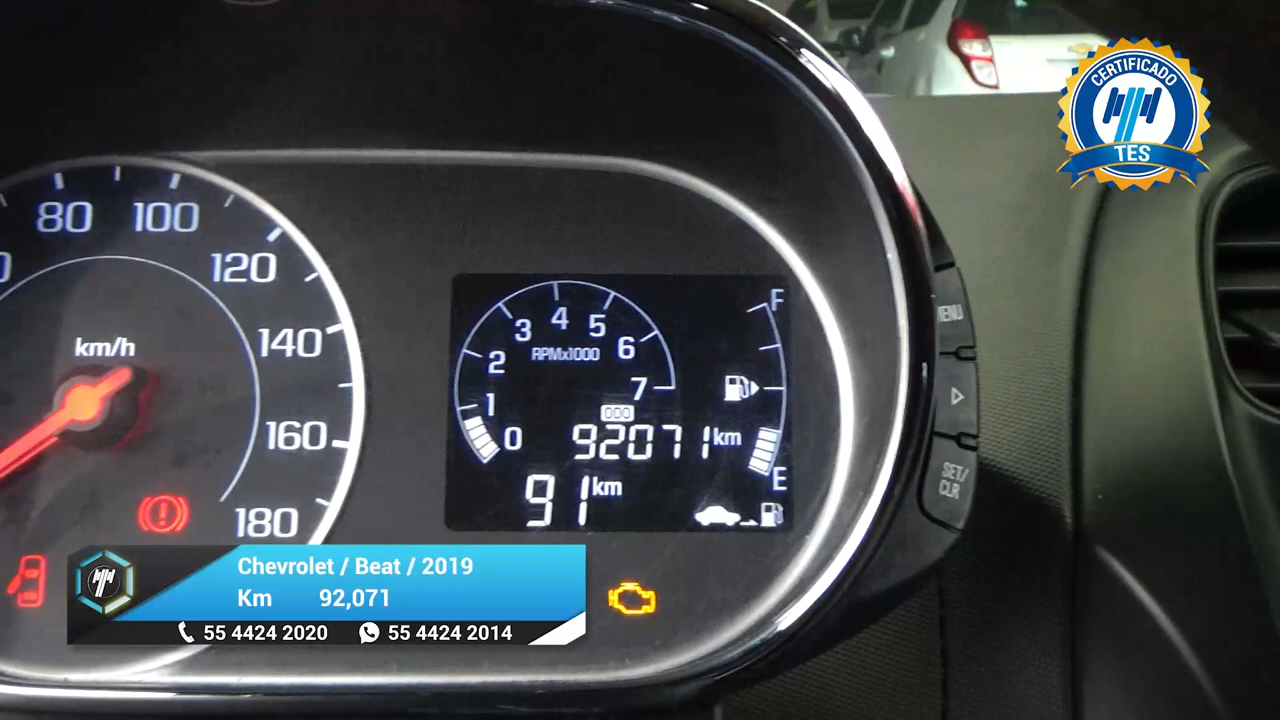 CERTIFICADO
TES
80
100
120
140
160
180
km/h
0
1
2
3
4
5
6
7
RPMx1000
F
E
ODO
92071 km
91 km
MENU
SET/
CLR
Chevrolet / Beat / 2019
Km 92,071
55 4424 2020 55 4424 2014